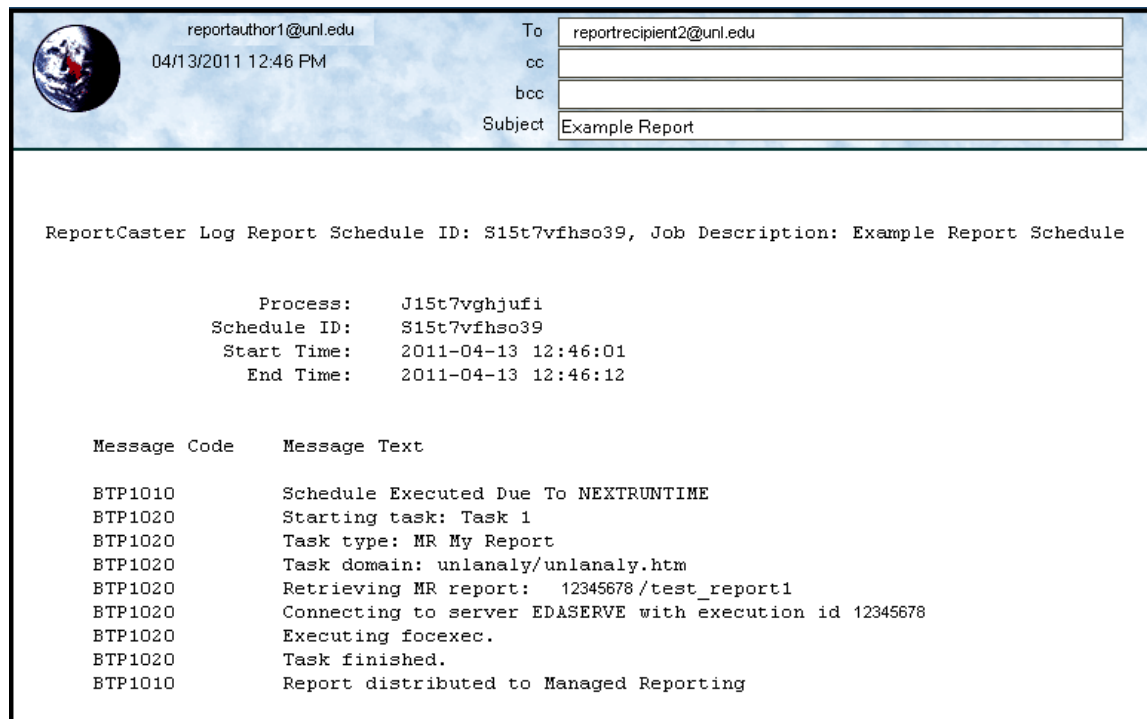 reportauthor1@unl.edu
To reportrecipient2@unl.edu
04/13/2011 12:46 PM
cc
bcc
Subject Example Report
ReportCaster Log Report Schedule ID: S15t7vfhso39, Job Description: Example Report Schedule
Process: J15t7vghjufi
Schedule ID: S15t7vfhso39
Start Time: 2011-04-13 12:46:01
End Time: 2011-04-13 12:46:12
Message Code Message Text
BTP1010 Schedule Executed Due To NEXTRUNTIME
BTP1020 Starting task: Task 1
BTP1020 Task type: MR My Report
BTP1020 Task domain: unlanaly/unlanaly.htm
BTP1020 Retrieving MR report: 12345678/test_report1
BTP1020 Connecting to server EDASERVE with execution id 12345678
BTP1020 Executing focexec.
BTP1020 Task finished.
BTP1010 Report distributed to Managed Reporting